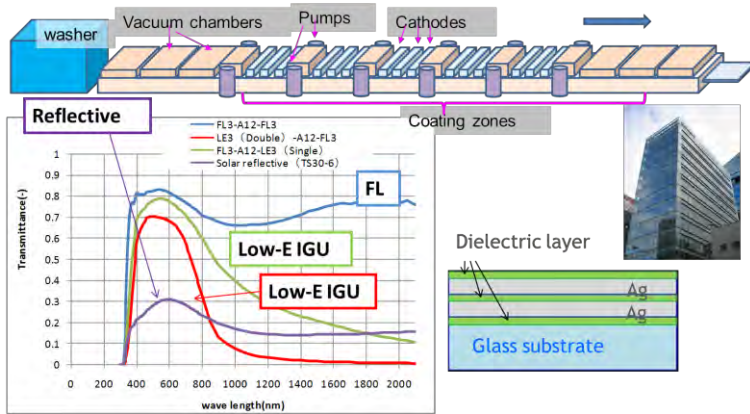 washer
Vacuum chambers
Pumps
Cathodes
Coating zones
Reflective
FL3-A12-FL3
LE3（Double）-A12-FL3
FL3-A12-LE3（Single）
Solar reflective（TS30-6）
FL
Low-E IGU
Low-E IGU
Transmittance(-)
1
0.9
0.8
0.7
0.6
0.5
0.4
0.3
0.2
0.1
0
0 200 400 600 800 1000 1200 1400 1600 1800 2000
wave length(nm)
Dielectric layer
Ag
Ag
Glass substrate